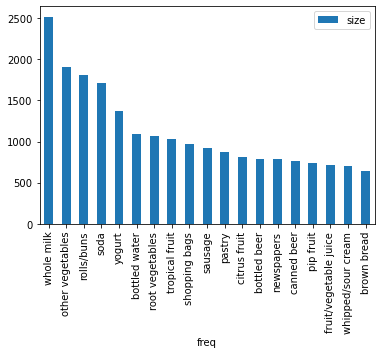 size
2500
2000
1500
1000
500
0
whole milk
other vegetables
rolls/buns
soda
yogurt
bottled water
root vegetables
tropical fruit
shopping bags
sausage
pastry
citrus fruit
bottled beer
newspapers
canned beer
pip fruit
fruit/vegetable juice
whipped/sour cream
brown bread
freq